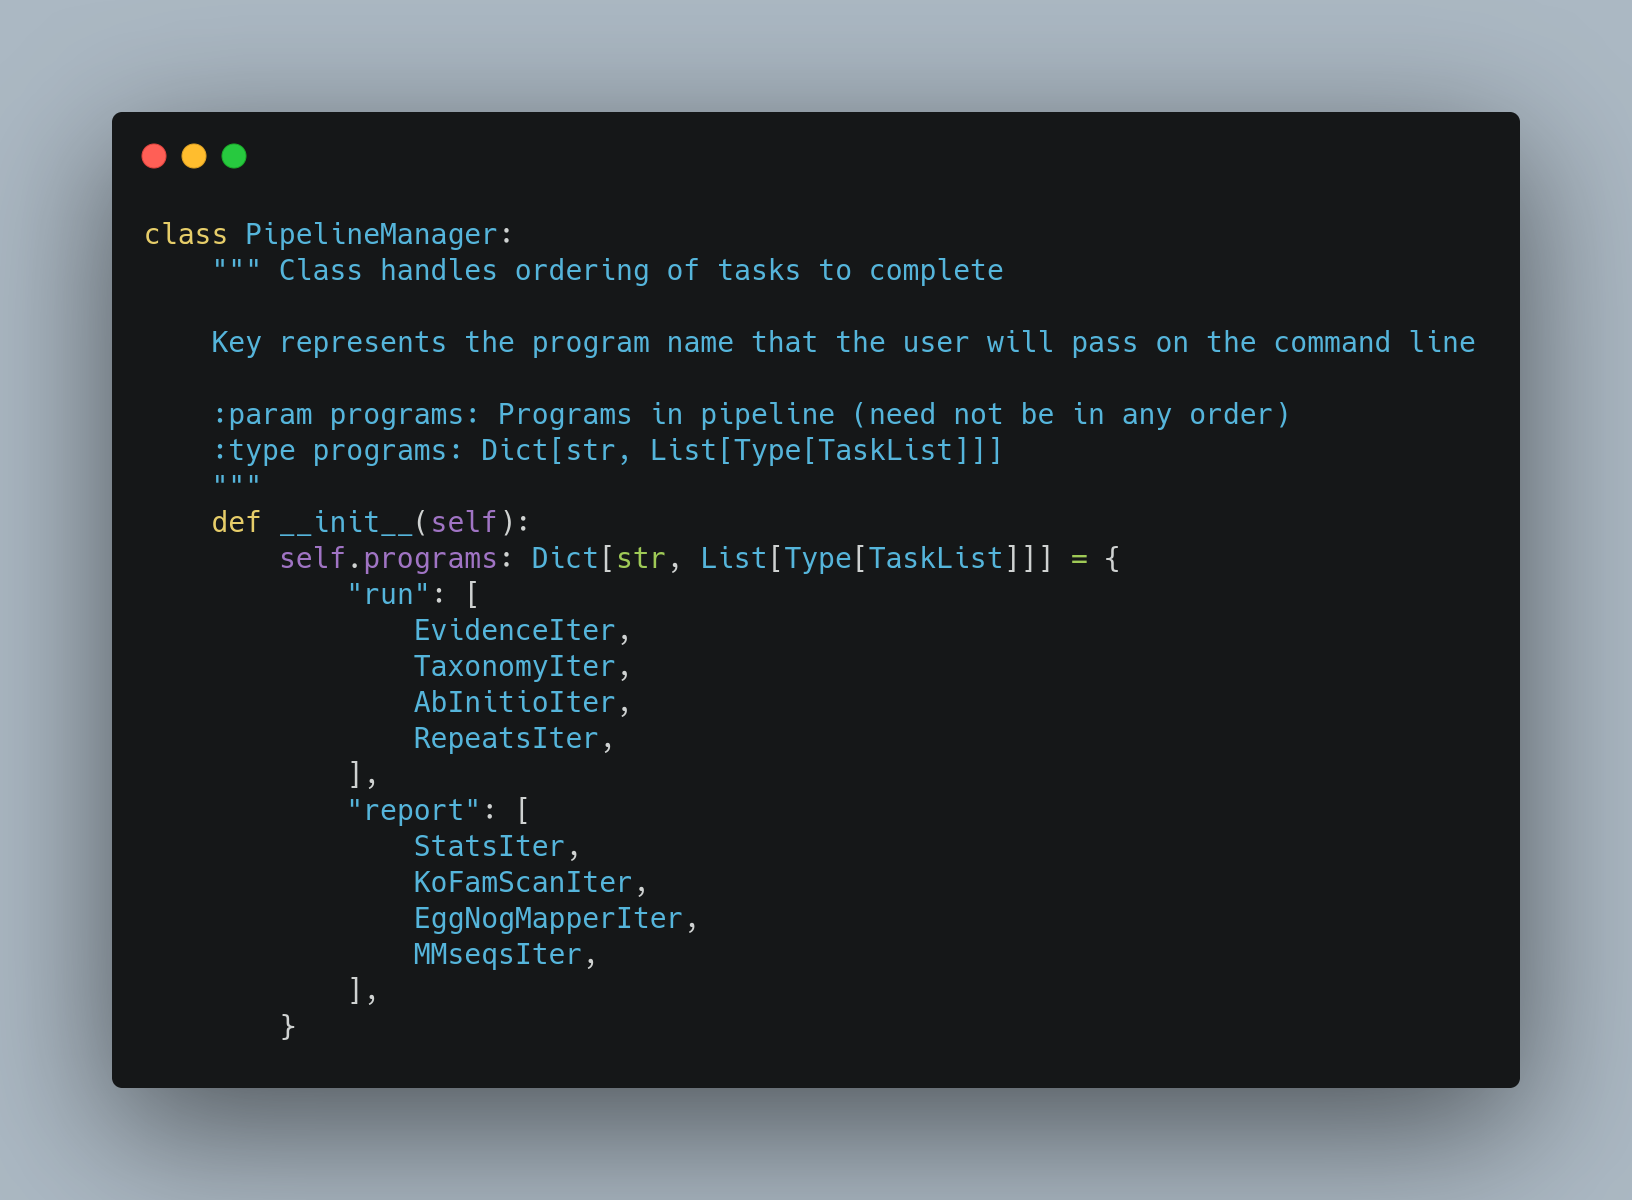 class PipelineManager:
    """ Class handles ordering of tasks to complete

    Key represents the program name that the user will pass on the command line

    :param programs: Programs in pipeline (need not be in any order)
    :type programs: Dict[str, List[Type[TaskList]]]
    """
    def __init__(self):
        self.programs: Dict[str, List[Type[TaskList]]] = {
            "run": [
                EvidenceIter,
                TaxonomyIter,
                AbInitioIter,
                RepeatsIter,
            ],
            "report": [
                StatsIter,
                KoFamScanIter,
                EggNogMapperIter,
                MMseqsIter,
            ],
        }